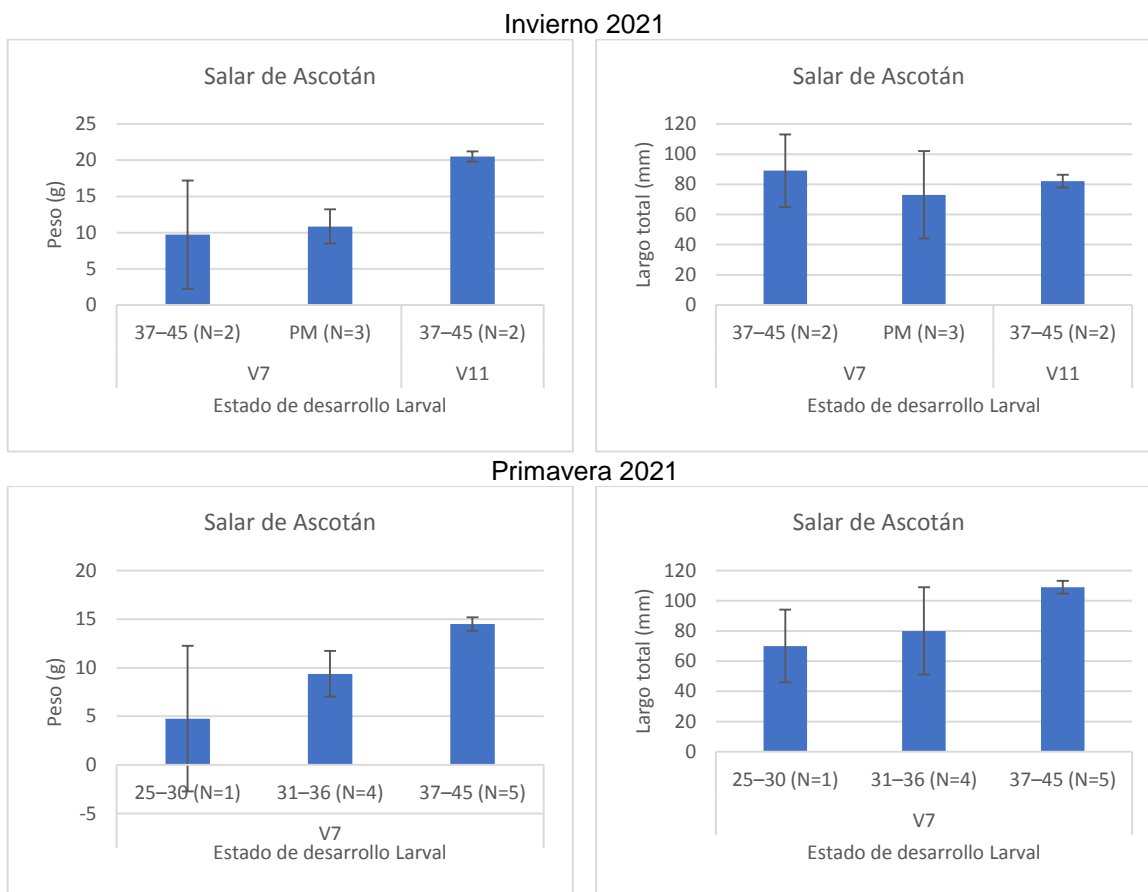 Invierno 2021
Salar de Ascotán
Peso (g)
25
20
15
10
5
0
37–45 (N=2) PM (N=3) 37–45 (N=2)
V7 V11
Estado de desarrollo Larval
Salar de Ascotán
Largo total (mm)
120
100
80
60
40
20
0
37–45 (N=2) PM (N=3) 37–45 (N=2)
V7 V11
Estado de desarrollo Larval
Primavera 2021
Salar de Ascotán
Peso (g)
20
15
10
5
0
-5
25–30 (N=1) 31–36 (N=4) 37–45 (N=5)
V7
Estado de desarrollo Larval
Salar de Ascotán
Largo total (mm)
120
100
80
60
40
20
0
25–30 (N=1) 31–36 (N=4) 37–45 (N=5)
V7
Estado de desarrollo Larval